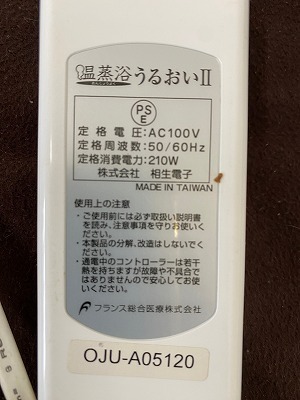 温蒸浴うるおいII
PS
E
定格電圧:AC100V
定格周波数:50/60Hz
定格消費電力:210W
株式会社 相生電子
MADE IN TAIWAN
使用上の注意
・ご使用前には必ず取扱い説明書
を読み、注意事項を守りお使いく
ださい。
・本製品の分解、改造はしないでく
ださい。
・通電中のコントローラーは若干
熱を持ちますが故障や不具合で
はありませんので安心してお使
いください。
フランス総合医療株式会社
OJU-A05120